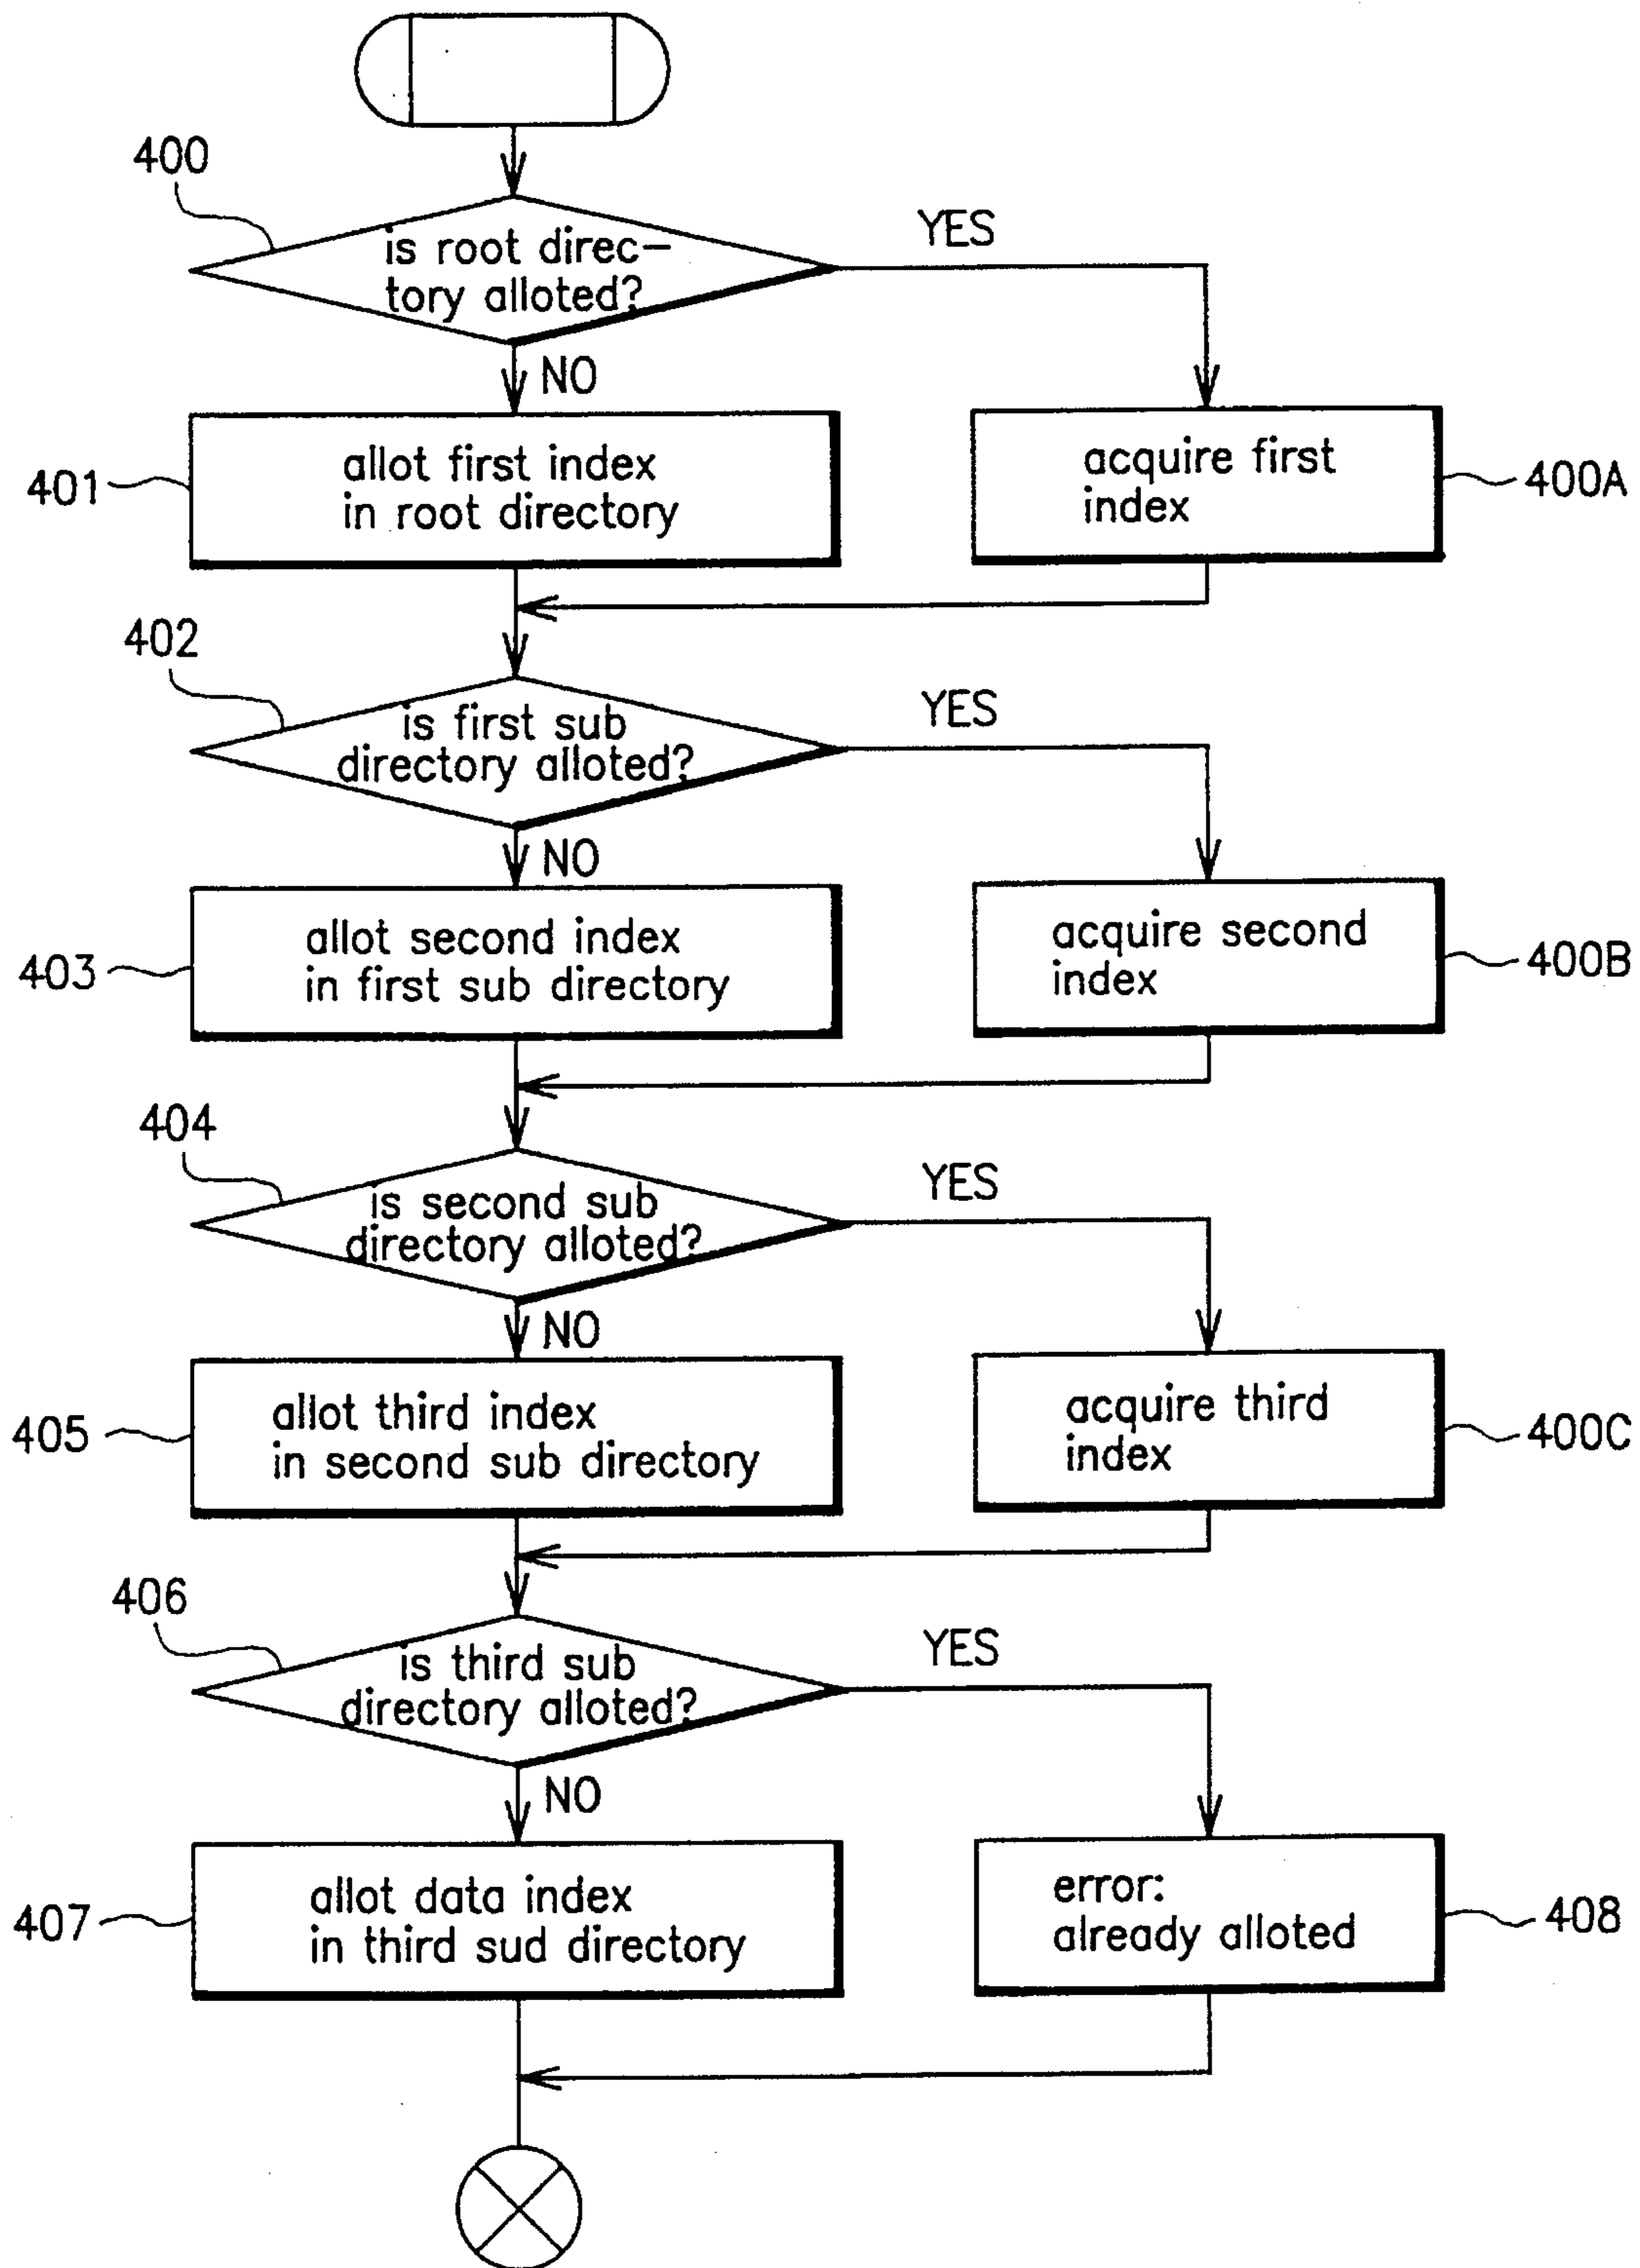 400
is root direc-
tory alloted?
YES
NO
401
allot first index
in root directory
acquire first
index
400A
402
is first sub
directory alloted?
YES
NO
403
allot second index
in first sub directory
acquire second
index
400B
404
is second sub
directory alloted?
YES
NO
405
allot third index
in second sub directory
acquire third
index
400C
406
is third sub
directory alloted?
YES
NO
407
allot data index
in third sud directory
error:
already alloted
408